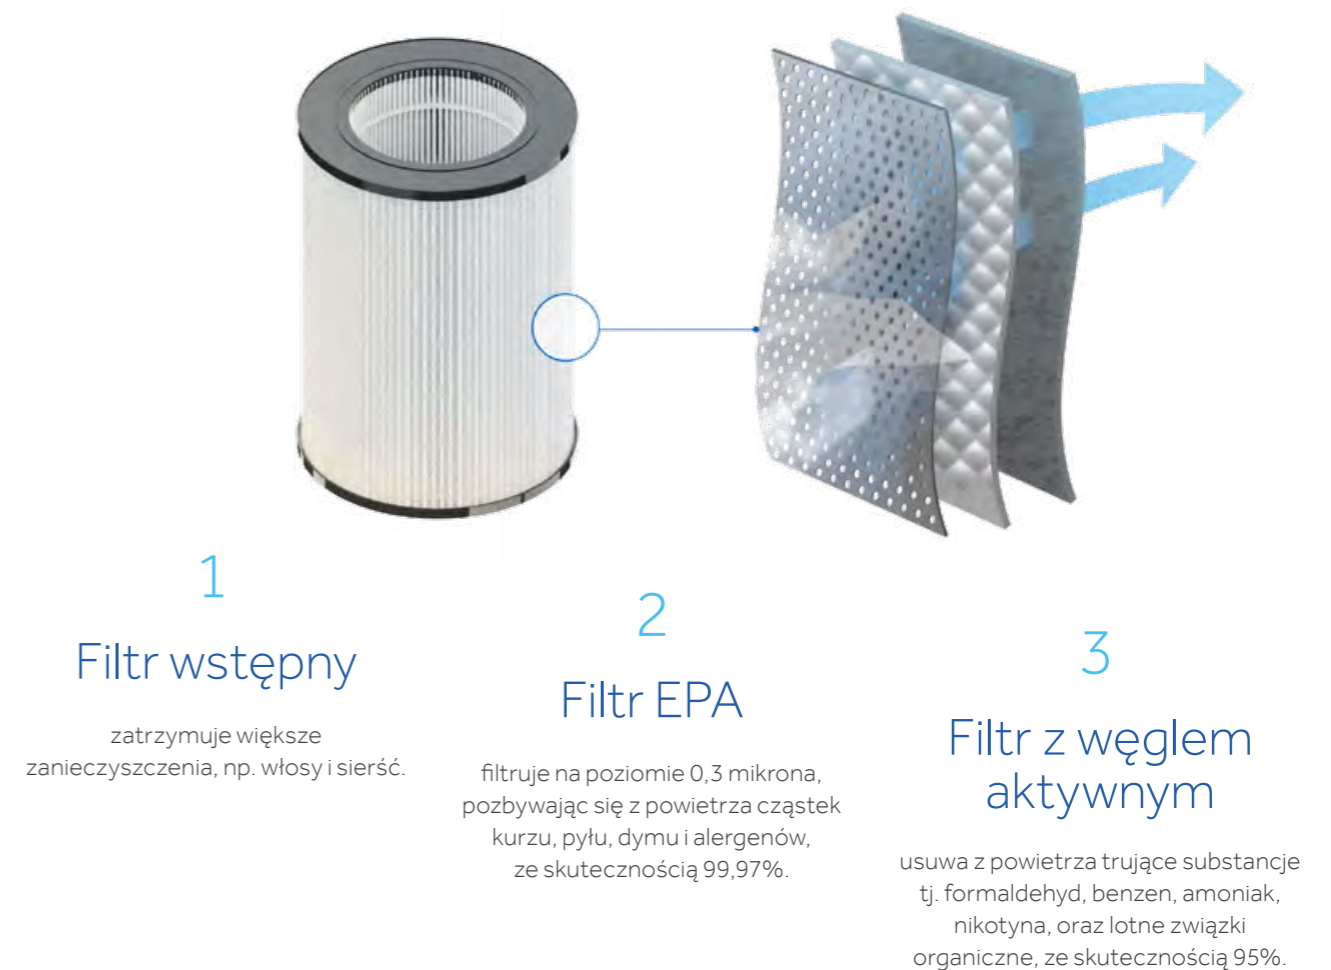 1
Filtr wstępny
zatrzymuje większe
zanieczyszczenia, np. włosy i sierść.
2
Filtr EPA
filtruje na poziomie 0,3 mikrona,
pozbywając się z powietrza cząstek
kurzu, pyłu, dymu i alergenów,
ze skutecznością 99,97%.
3
Filtr z węglem
aktywnym
usuwa z powietrza trujące substancje
tj. formaldehyd, benzen, amoniak,
nikotyna, oraz lotne związki
organiczne, ze skutecznością 95%.